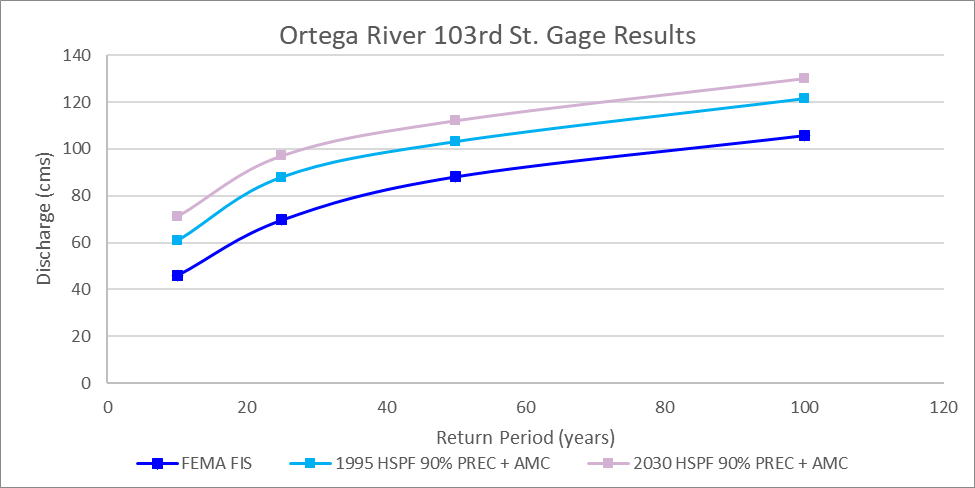 Ortega River 103rd St. Gage Results
140
120
100
80
60
40
20
0
Discharge (cms)
0 20 40 60 80 100 120
Return Period (years)
FEMA FIS 1995 HSPF 90% PREC + AMC 2030 HSPF 90% PREC + AMC